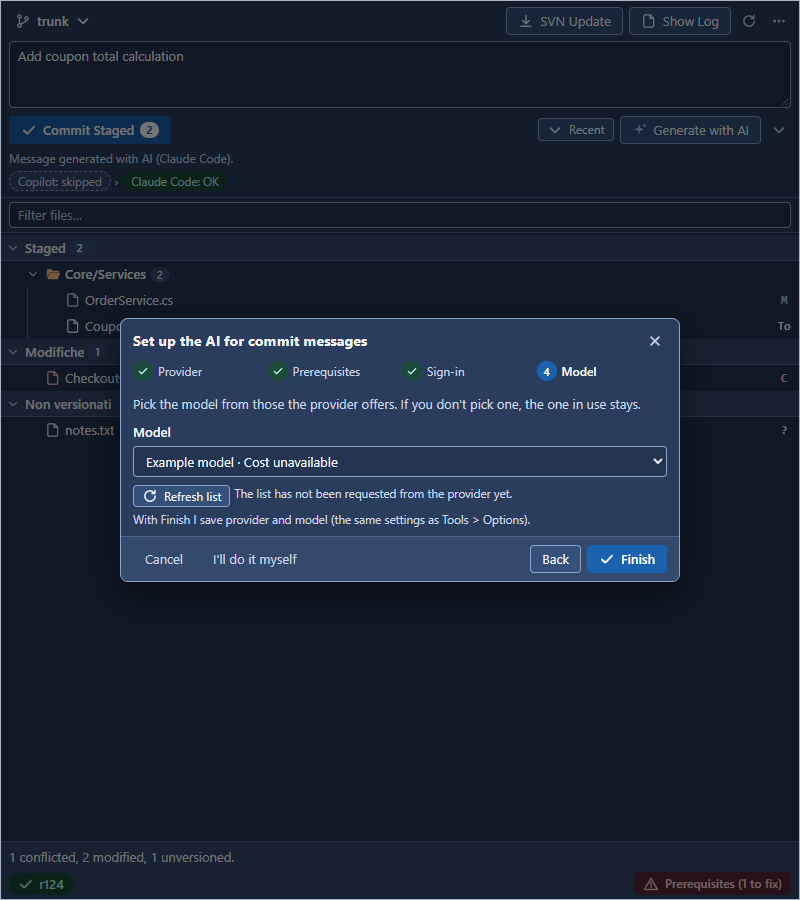 trunk
SVN Update
Show Log
Add coupon total calculation
Commit Staged 2
Recent
Generate with AI
Message generated with AI (Claude Code).
Copilot: skipped › Claude Code: OK
Filter files...
Staged 2
Core/Services 2
OrderService.cs M
To
Modifiche 1
C
Non versionati
notes.txt ?
Set up the AI for commit messages
Provider
Prerequisites
Sign-in
4 Model
Pick the model from those the provider offers. If you don't pick one, the one in use stays.
Model
Example model · Cost unavailable
Refresh list The list has not been requested from the provider yet.
With Finish I save provider and model (the same settings as Tools > Options).
Cancel
I'll do it myself
Back
Finish
1 conflicted, 2 modified, 1 unversioned.
r124
Prerequisites (1 to fix)